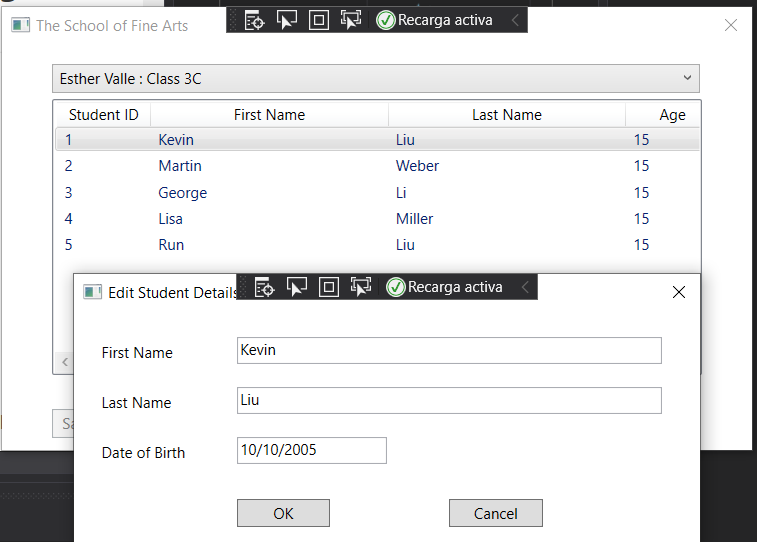 The School of Fine Arts
Recarga activa
Esther Valle : Class 3C
Student ID First Name Last Name Age
1 Kevin Liu 15
2 Martin Weber 15
3 George Li 15
4 Lisa Miller 15
5 Run Liu 15
Edit Student Details
Recarga activa
First Name Kevin
Last Name Liu
Date of Birth 10/10/2005
Sa
OK Cancel